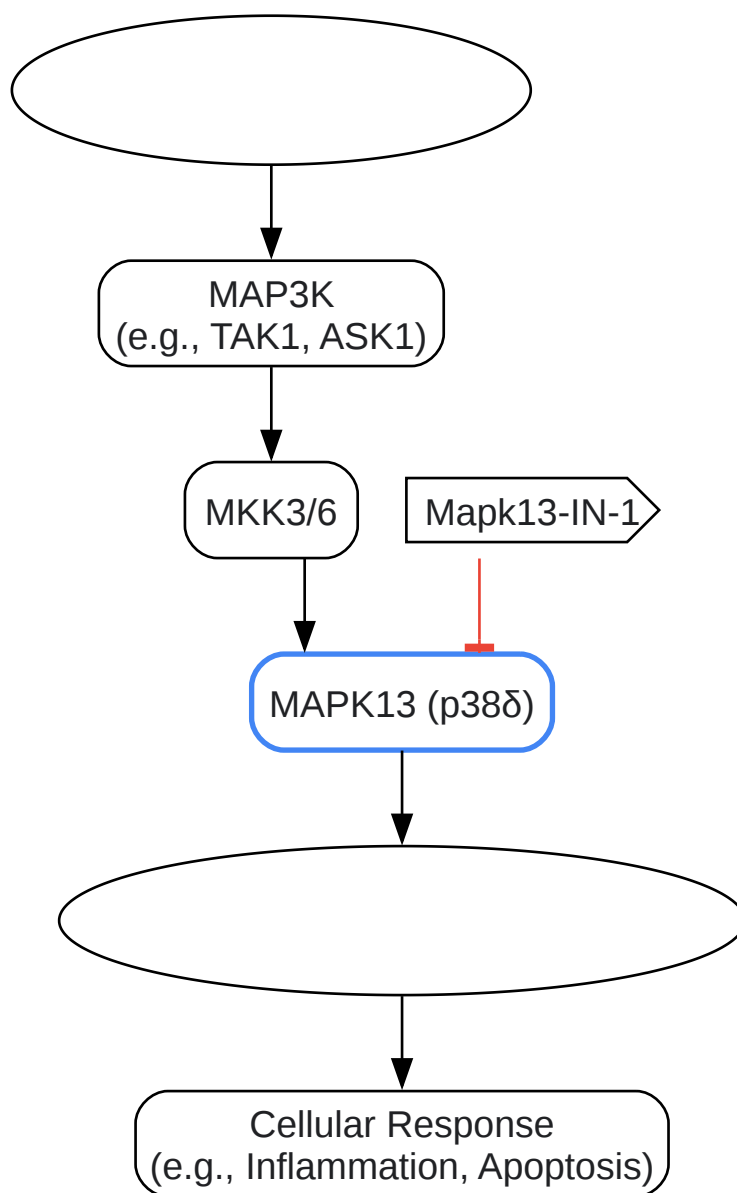 MAP3K
(e.g., TAK1, ASK1)
MKK3/6
Mapk13-IN-1
MAPK13 (p38δ)
Cellular Response
(e.g., Inflammation, Apoptosis)